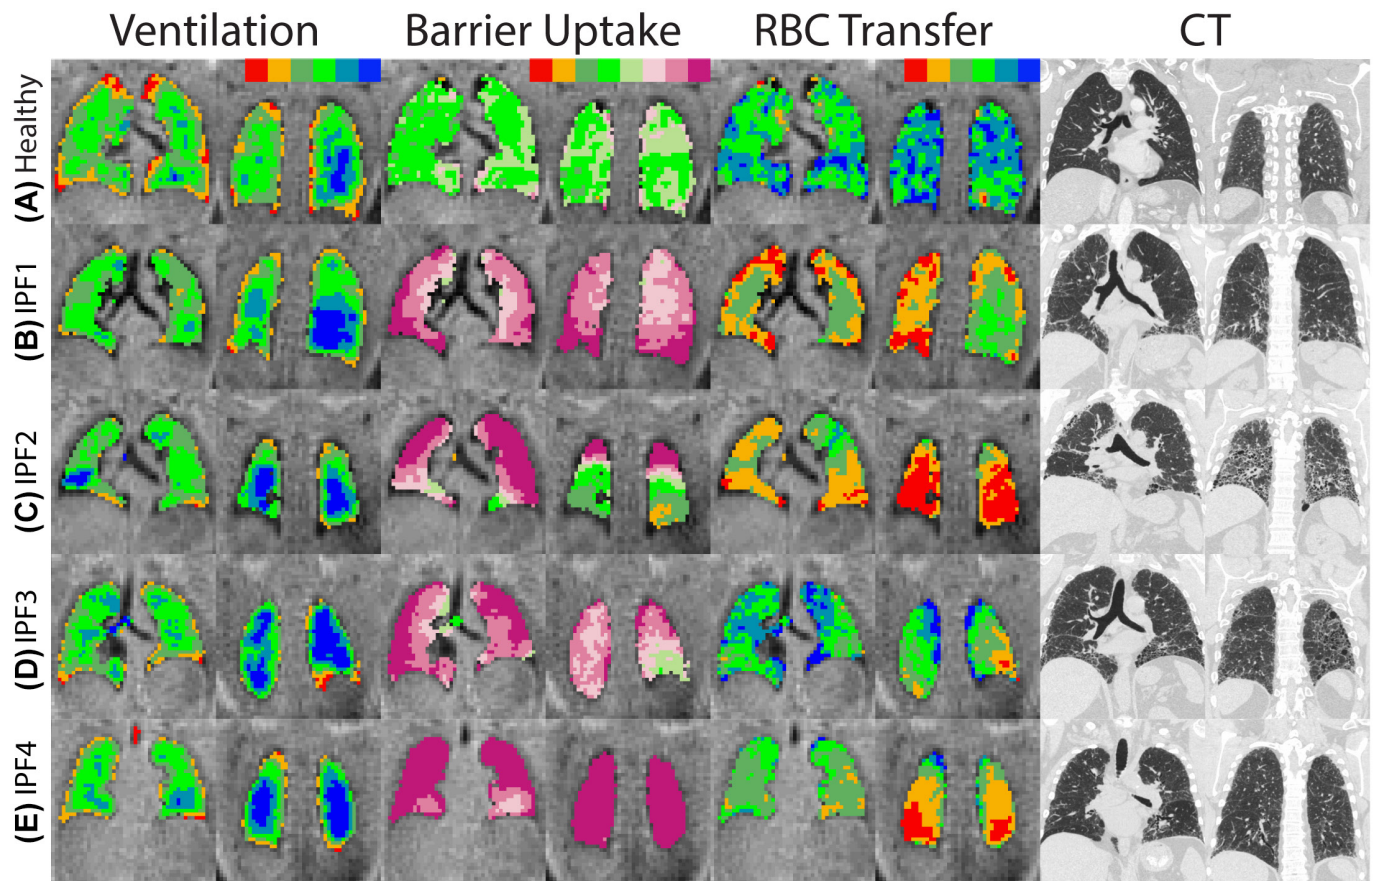 Ventilation Barrier Uptake RBC Transfer CT
(A) Healthy
(B) IPF1
(C) IPF2
(D) IPF3
(E) IPF4